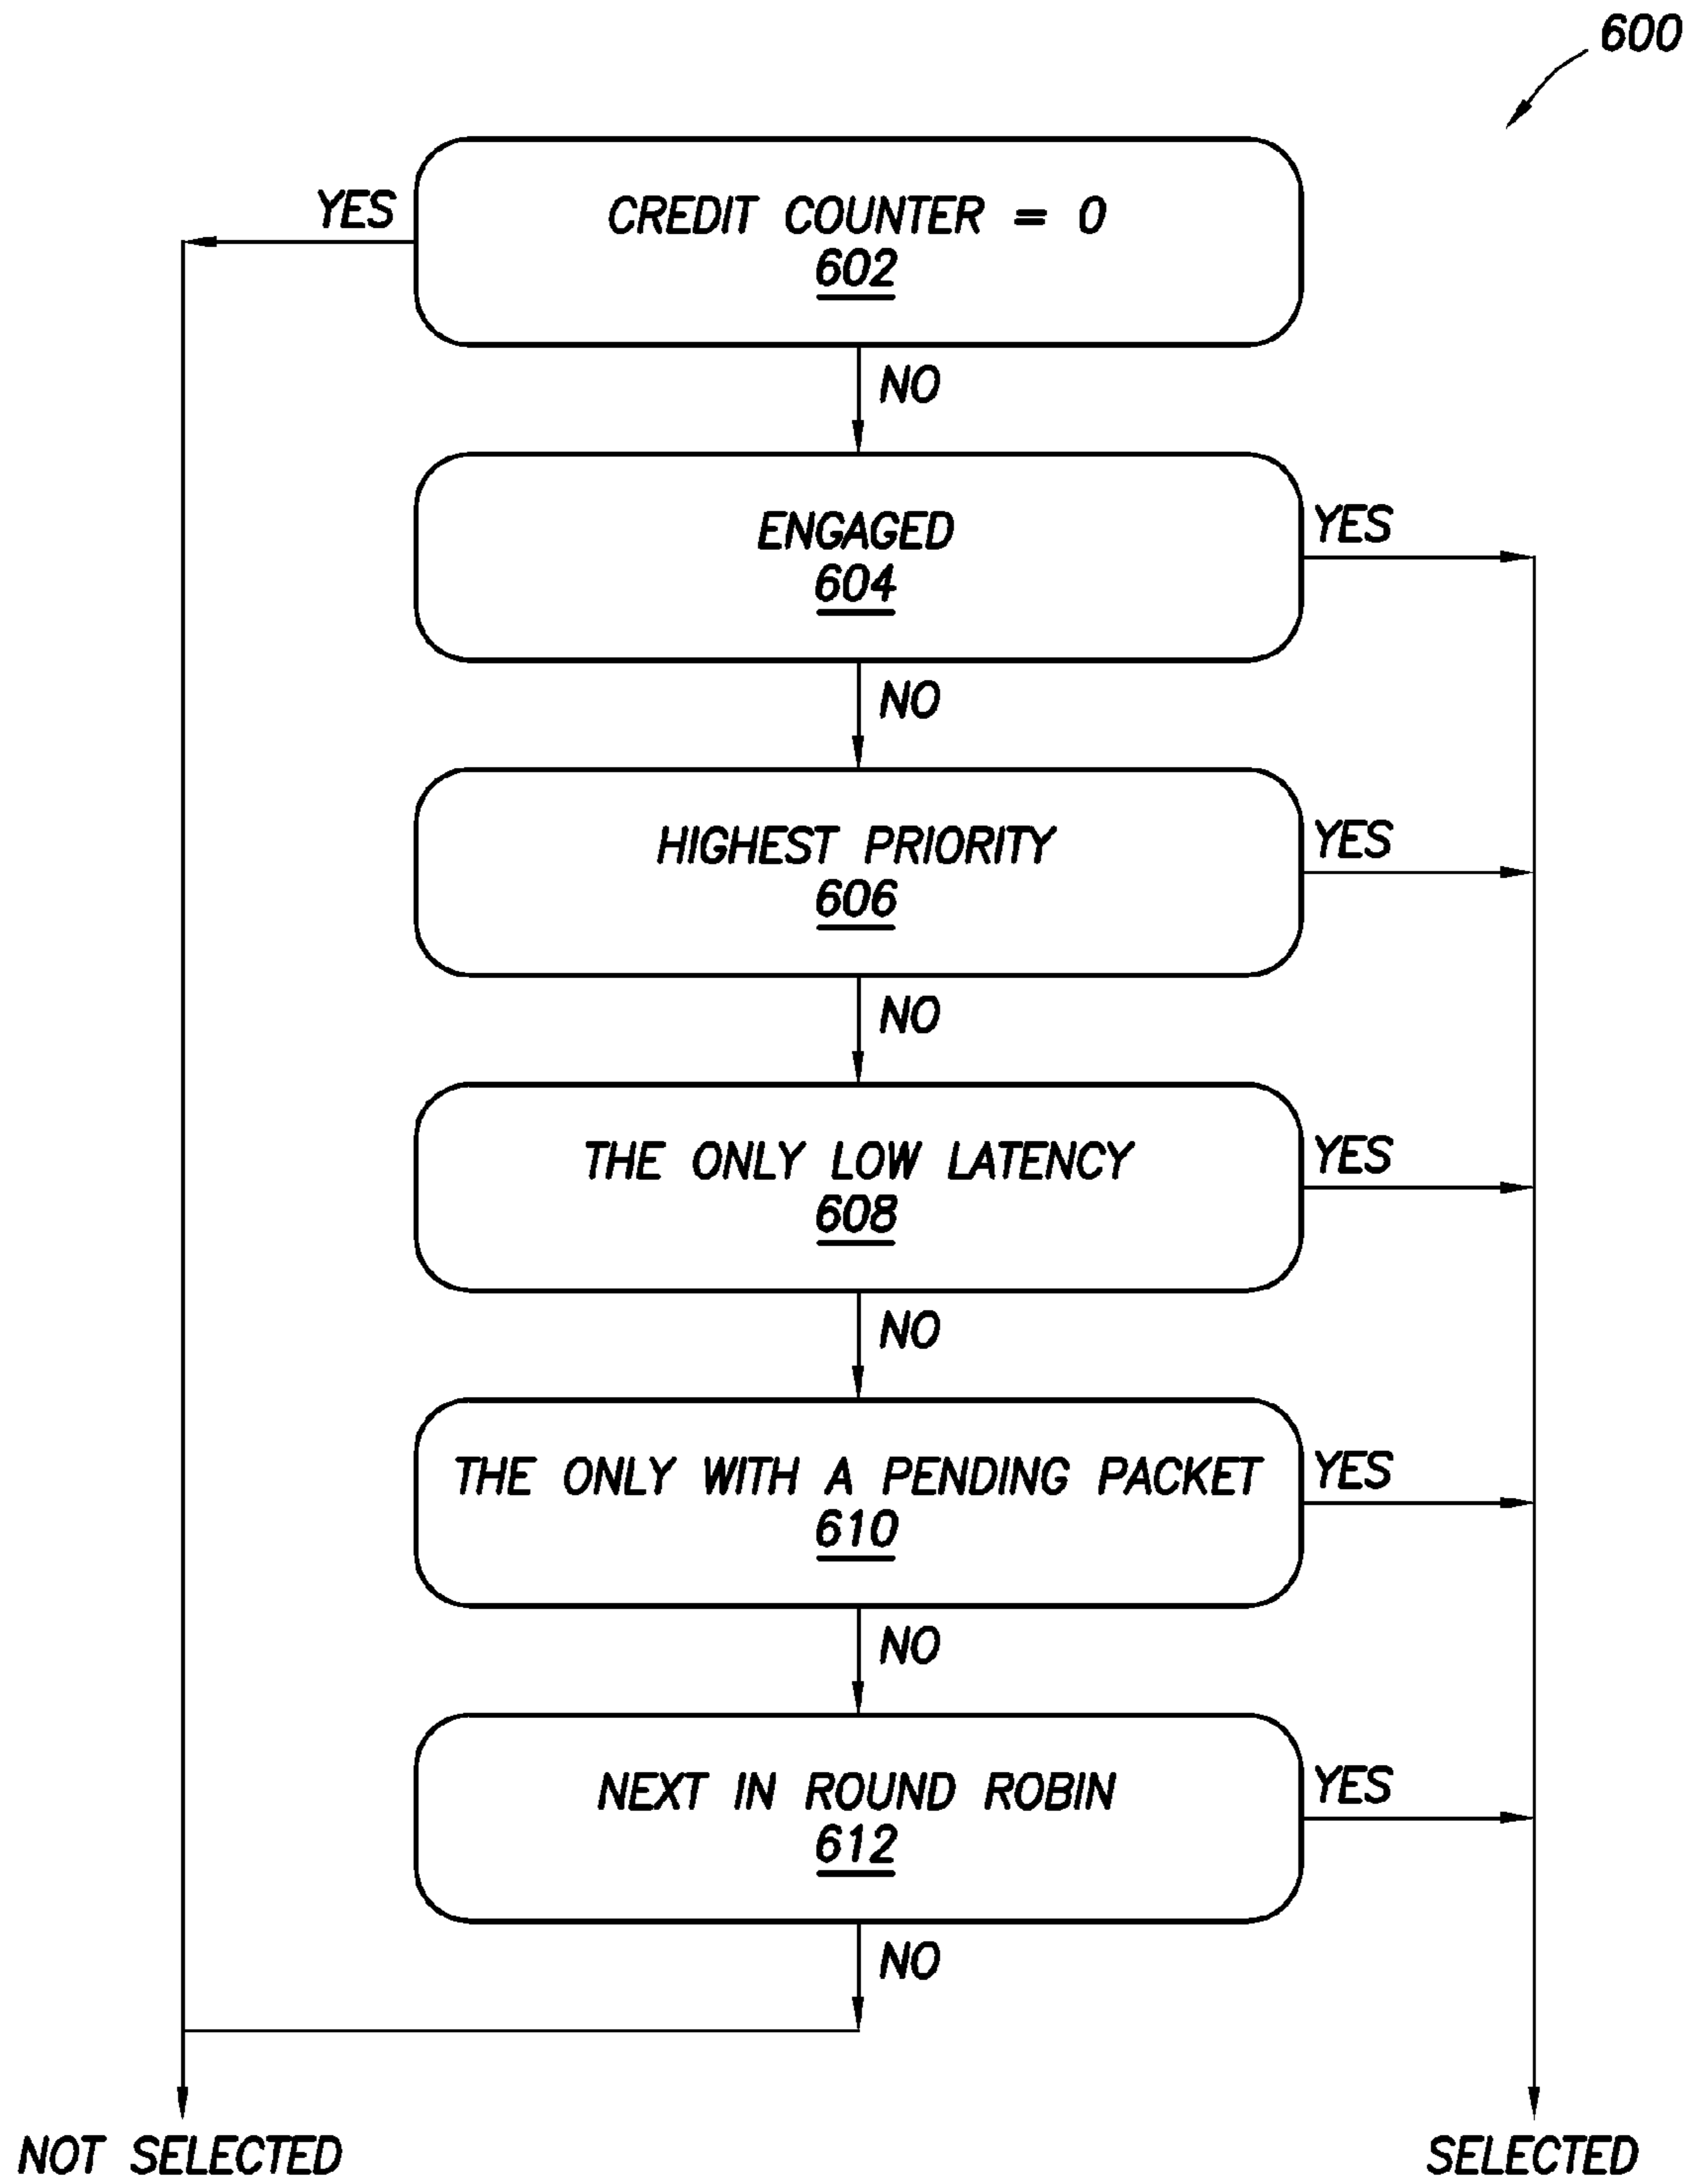 600
CREDIT COUNTER = 0
602
YES
NO
ENGAGED
604
YES
NO
HIGHEST PRIORITY
606
YES
NO
THE ONLY LOW LATENCY
608
YES
NO
THE ONLY WITH A PENDING PACKET
610
YES
NO
NEXT IN ROUND ROBIN
612
YES
NO
NOT SELECTED
SELECTED